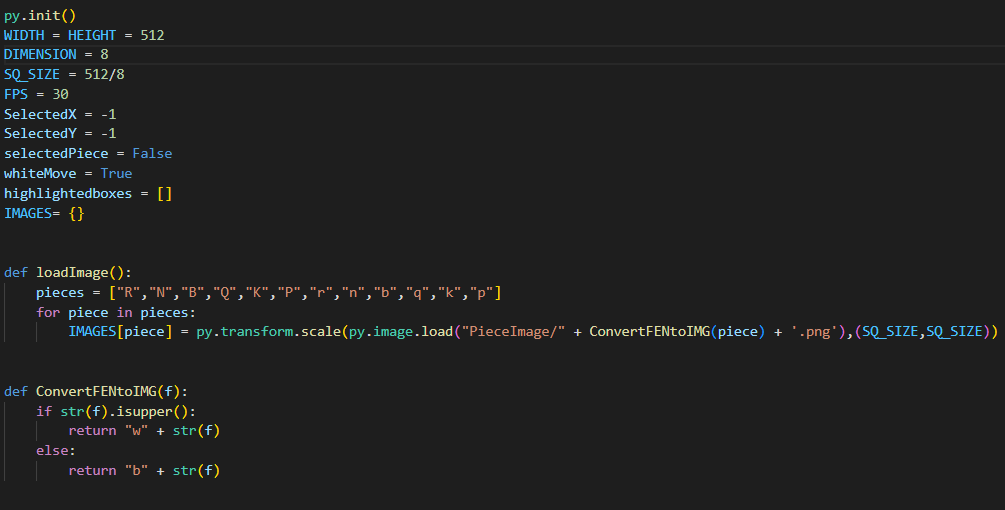 py.init()
WIDTH = HEIGHT = 512
DIMENSION = 8
SQ_SIZE = 512/8
FPS = 30
SelectedX = -1
SelectedY = -1
selectedPiece = False
whiteMove = True
highlightedboxes = []
IMAGES= {}
def loadImage():
    pieces = ["R","N","B","Q","K","P","r","n","b","q","k","p"]
    for piece in pieces:
        IMAGES[piece] = py.transform.scale(py.image.load("PieceImage/" + ConvertFENtoIMG(piece) + '.png'),(SQ_SIZE,SQ_SIZE))
def ConvertFENtoIMG(f):
    if str(f).isupper():
        return "w" + str(f)
    else:
        return "b" + str(f)